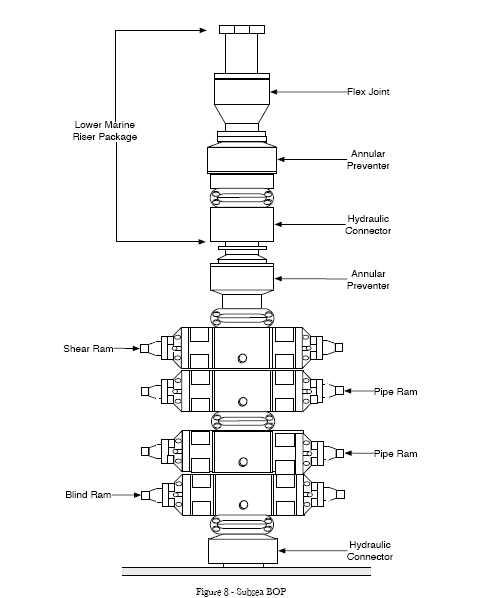 Flex Joint
Lower Marine
Riser Package
Annular
Preventer
Hydraulic
Connector
Annular
Preventer
Shear Ram
Pipe Ram
Pipe Ram
Blind Ram
Hydraulic
Connector
Figure 8 - Subsea BOP